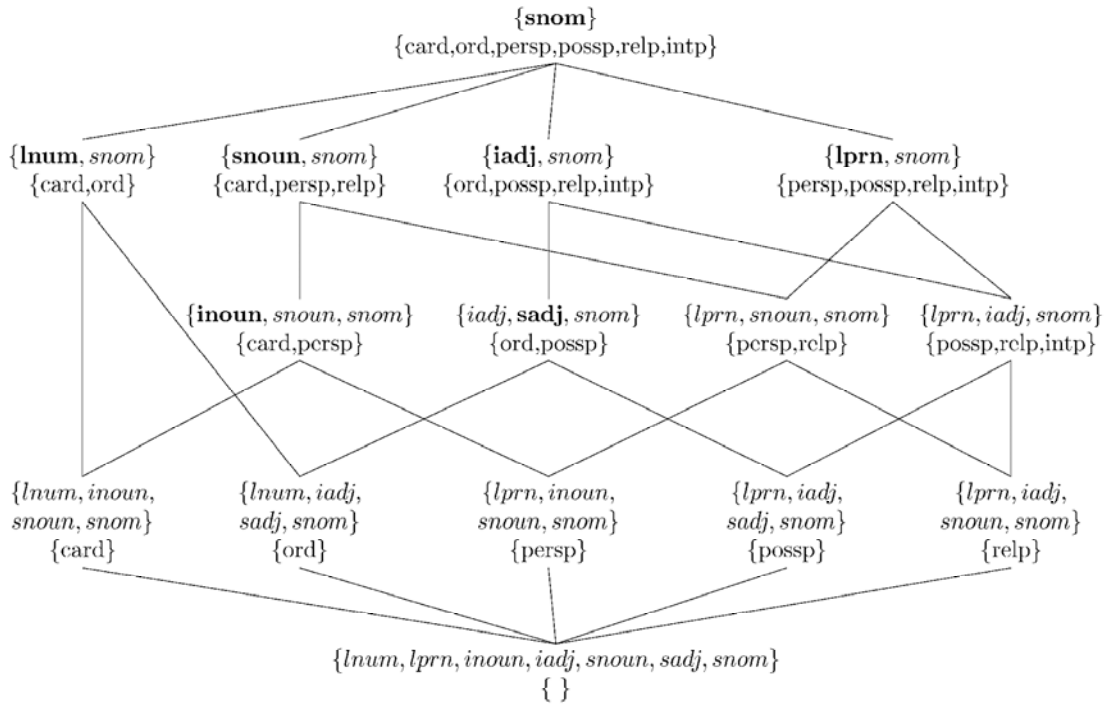 {snom}
{card,ord,persp,possp,relp,intp}
{lnum, snom}
{card,ord}
{snoun, snom}
{card,persp,relp}
{iadj, snom}
{ord,possp,relp,intp}
{lprn, snom}
{persp,possp,relp,intp}
{inoun, snoun, snom}
{card,persp}
{iadj, sadj, snom}
{ord,possp}
{lprn, snoun, snom}
{persp,relp}
{lprn, iadj, snom}
{possp,relp,intp}
{lnum, inoun,
snoun, snom}
{card}
{lnum, iadj,
sadj, snom}
{ord}
{lprn, inoun,
snoun, snom}
{persp}
{lprn, iadj,
sadj, snom}
{possp}
{lprn, iadj,
snoun, snom}
{relp}
{lnum, lprn, inoun, iadj, snoun, sadj, snom}
{ }